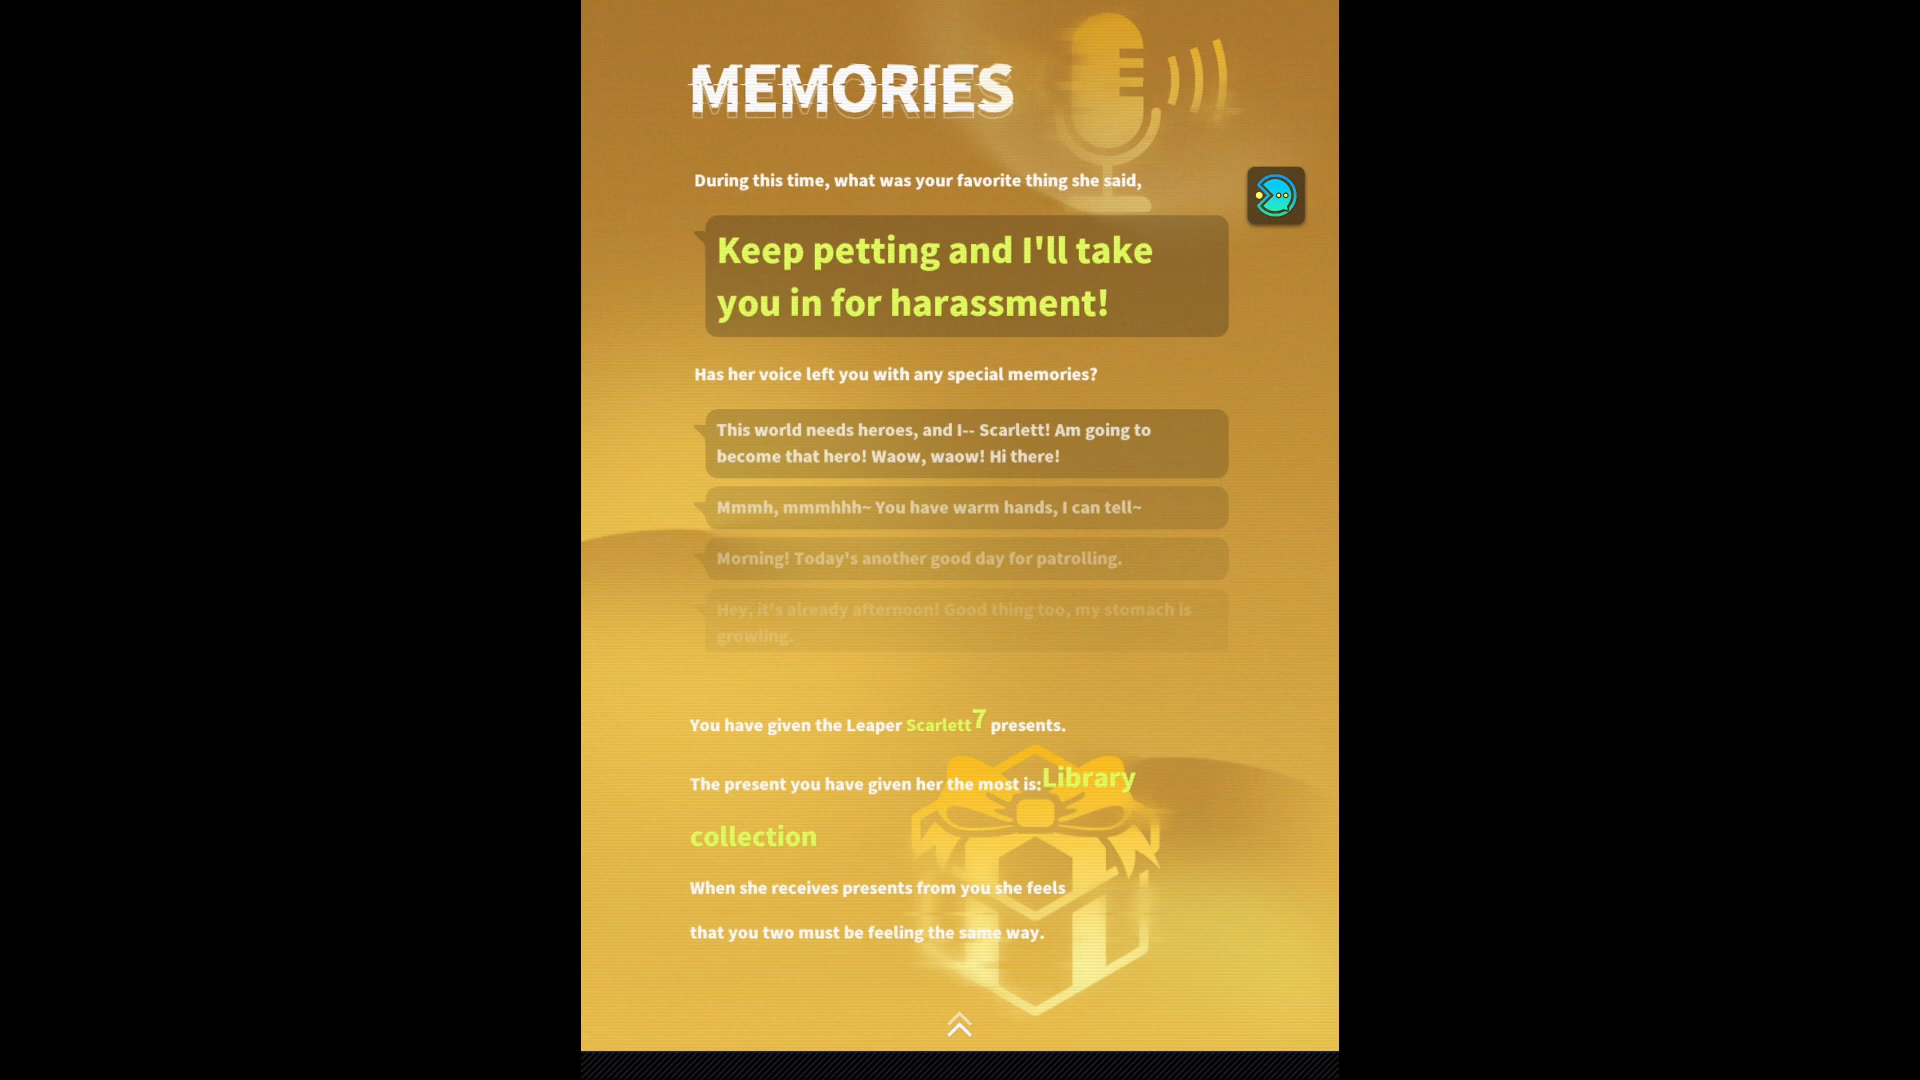 MEMORIES
During this time, what was your favorite thing she said,
Keep petting and I'll take
you in for harassment!
Has her voice left you with any special memories?
This world needs heroes, and I-- Scarlett! Am going to
become that hero! Waow, waow! Hi there!
Mmmh, mmmhhh~ You have warm hands, I can tell~
Morning! Today's another good day for patrolling.
Hey, it's already afternoon! Good thing too, my stomach is
growling.
You have given the Leaper Scarlett7 presents.
The present you have given her the most is:Library
collection
When she receives presents from you she feels
that you two must be feeling the same way.